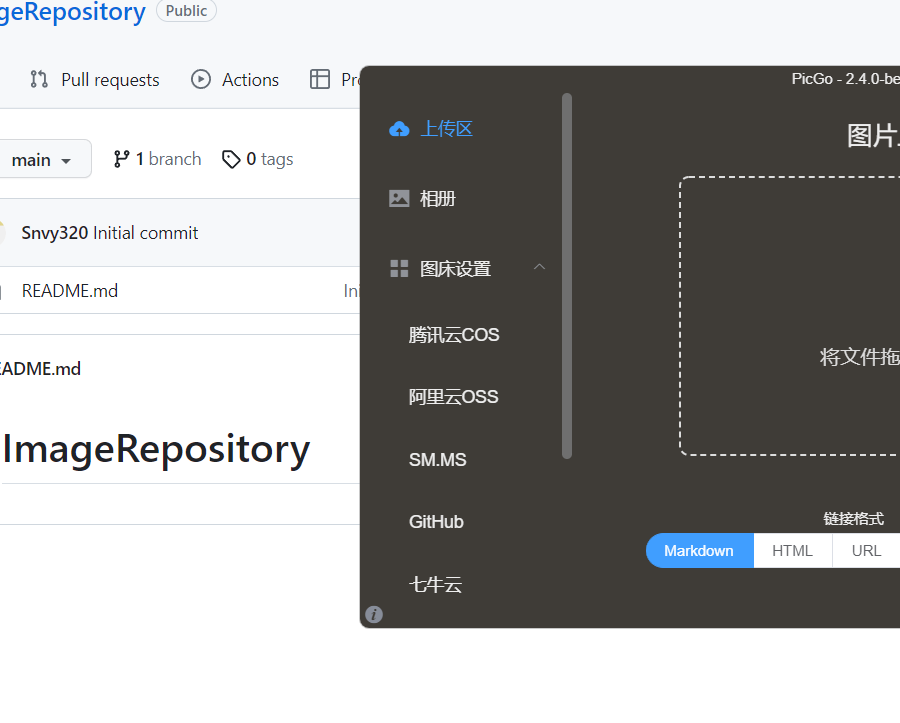 geRepository Public
Pull requests Actions Pro
main 1 branch 0 tags
Snvy320 Initial commit
README.md Ini
EADME.md
ImageRepository
PicGo - 2.4.0-be
上传区
相册
图床设置
腾讯云COS
阿里云OSS
SM.MS
GitHub
七牛云
图片上
将文件拖
链接格式
Markdown HTML URL